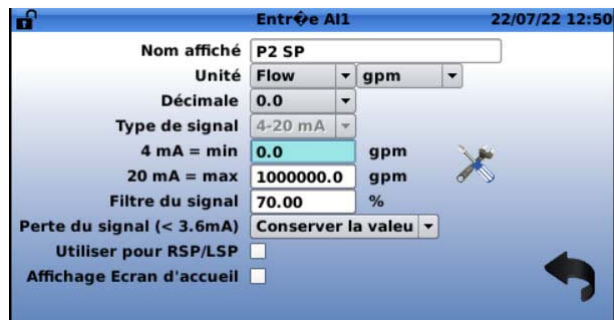 Entr�e AI1 22/07/22 12:50
Nom affiché P2 SP
Unité Flow gpm
Décimale 0.0
Type de signal 4-20 mA
4 mA = min 0.0 gpm
20 mA = max 1000000.0 gpm
Filtre du signal 70.00 %
Perte du signal (< 3.6mA) Conserver la valeu
Utiliser pour RSP/LSP
Affichage Ecran d'accueil